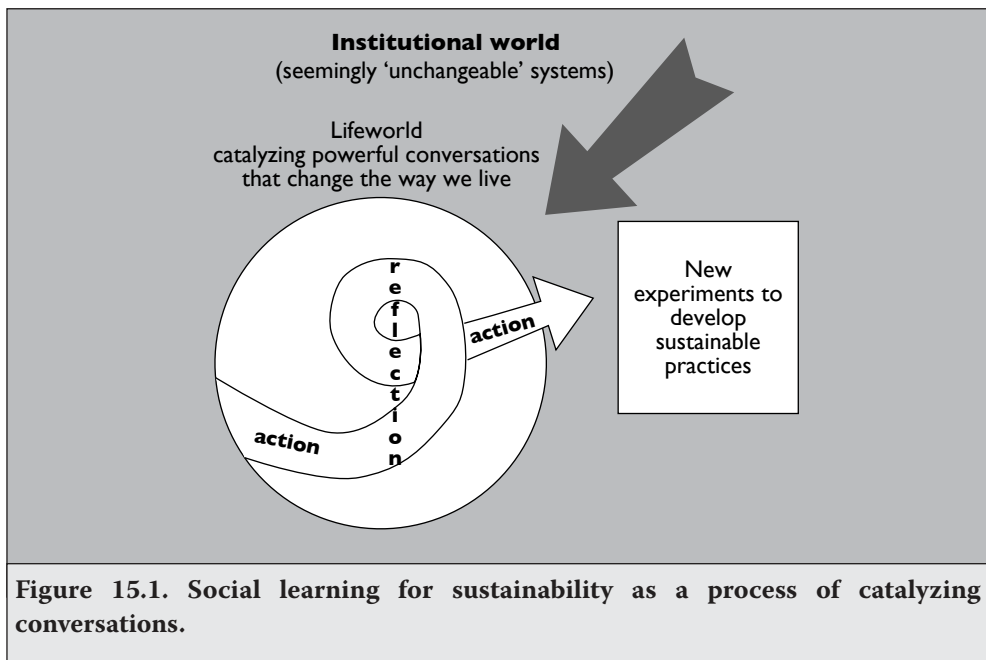 Institutional world
(seemingly ‘unchangeable’ systems)
Lifeworld
catalyzing powerful conversations
that change the way we live
reflection
action
action
New
experiments to
develop
sustainable
practices
Figure 15.1. Social learning for sustainability as a process of catalyzing
conversations.